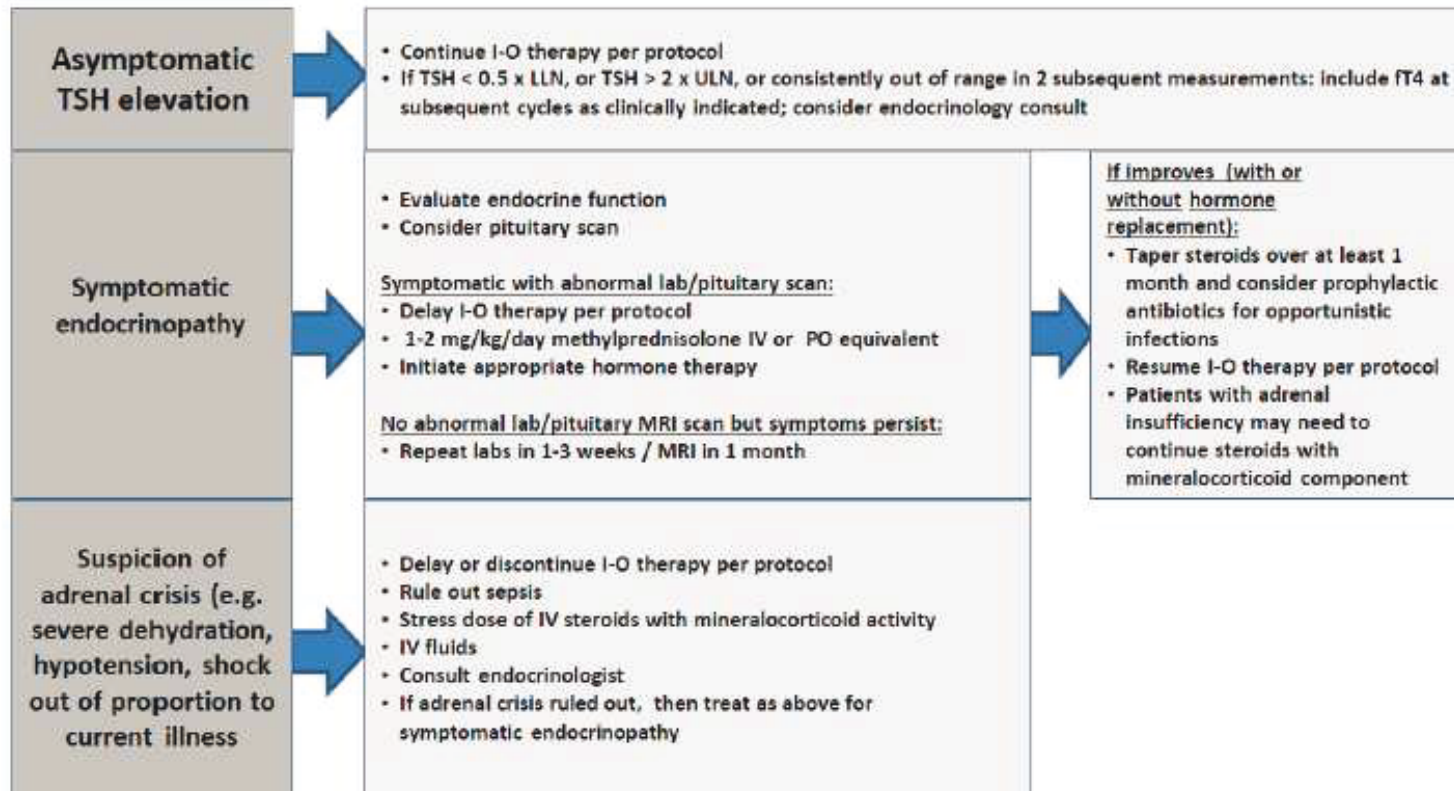 Asymptomatic
TSH elevation
• Continue I-O therapy per protocol
• If TSH < 0.5 x LLN, or TSH > 2 x ULN, or consistently out of range in 2 subsequent measurements: include fT4 at
subsequent cycles as clinically indicated; consider endocrinology consult
Symptomatic
endocrinopathy
• Evaluate endocrine function
• Consider pituitary scan
Symptomatic with abnormal lab/pituitary scan:
• Delay I-O therapy per protocol
• 1-2 mg/kg/day methylprednisolone IV or PO equivalent
• Initiate appropriate hormone therapy
No abnormal lab/pituitary MRI scan but symptoms persist:
• Repeat labs in 1-3 weeks / MRI in 1 month
If improves (with or
without hormone
replacement):
• Taper steroids over at least 1
month and consider prophylactic
antibiotics for opportunistic
infections
• Resume I-O therapy per protocol
• Patients with adrenal
insufficiency may need to
continue steroids with
mineralocorticoid component
Suspicion of
adrenal crisis (e.g.
severe dehydration,
hypotension, shock
out of proportion to
current illness
• Delay or discontinue I-O therapy per protocol
• Rule out sepsis
• Stress dose of IV steroids with mineralocorticoid activity
• IV fluids
• Consult endocrinologist
• If adrenal crisis ruled out, then treat as above for
symptomatic endocrinopathy